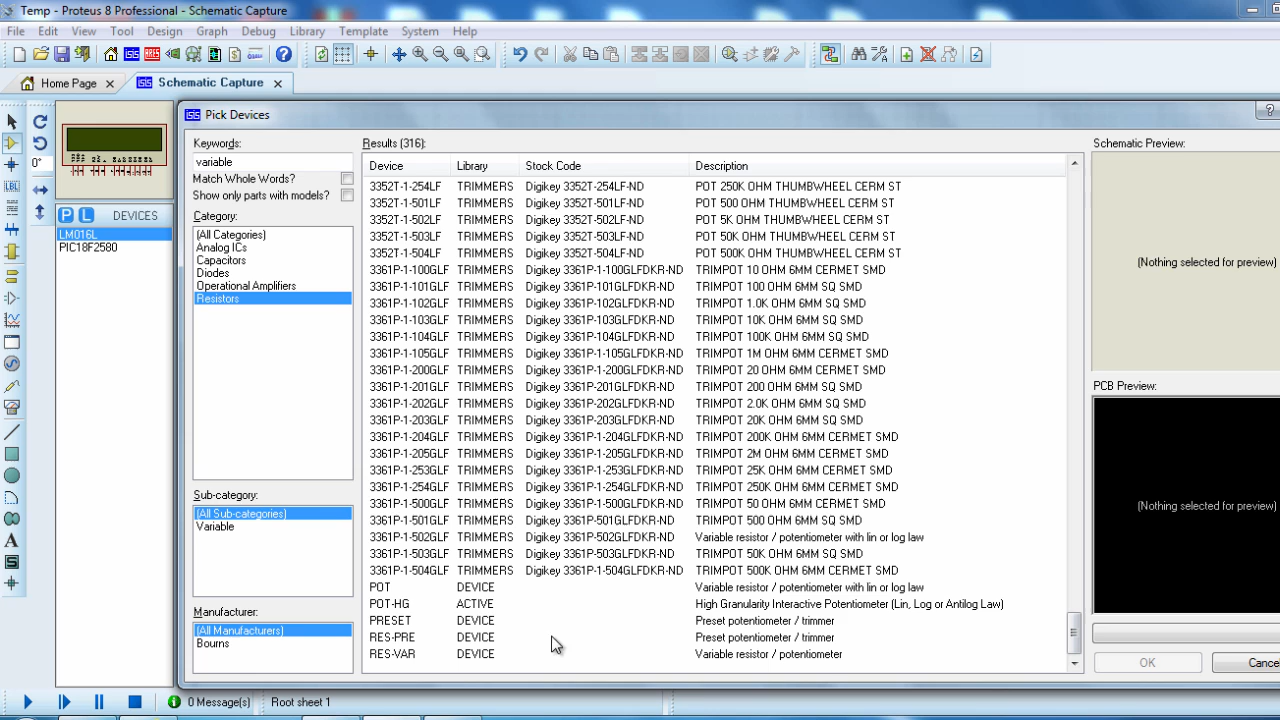 Temp - Proteus 8 Professional - Schematic Capture
File Edit View Tool Design Graph Debug Library Template System Help
Home Page
Schematic Capture
Pick Devices
Keywords:
variable
Match Whole Words?
Show only parts with models?
Category:
(All Categories)
Analog ICs
Capacitors
Diodes
Operational Amplifiers
Resistors
Sub-category:
(All Sub-categories)
Variable
Manufacturer:
(All Manufacturers)
Bourns
P L DEVICES
LM016L
PIC18F2580
0°
Results (316):
Device Library Stock Code Description
3352T-1-254LF TRIMMERS Digikey 3352T-254LF-ND POT 250K OHM THUMBWHEEL CERM ST
3352T-1-501LF TRIMMERS Digikey 3352T-501LF-ND POT 500 OHM THUMBWHEEL CERM ST
3352T-1-502LF TRIMMERS Digikey 3352T-502LF-ND POT 5K OHM THUMBWHEEL CERM ST
3352T-1-503LF TRIMMERS Digikey 3352T-503LF-ND POT 50K OHM THUMBWHEEL CERM ST
3352T-1-504LF TRIMMERS Digikey 3352T-504LF-ND POT 500K OHM THUMBWHEEL CERM ST
3361P-1-100GLF TRIMMERS Digikey 3361P-1-100GLFDKR-ND TRIMPOT 10 OHM 6MM CERMET SMD
3361P-1-101GLF TRIMMERS Digikey 3361P-101GLFDKR-ND TRIMPOT 100 OHM 6MM SQ SMD
3361P-1-102GLF TRIMMERS Digikey 3361P-102GLFDKR-ND TRIMPOT 1.0K OHM 6MM SQ SMD
3361P-1-103GLF TRIMMERS Digikey 3361P-103GLFDKR-ND TRIMPOT 10K OHM 6MM SQ SMD
3361P-1-104GLF TRIMMERS Digikey 3361P-104GLFDKR-ND TRIMPOT 100K OHM 6MM SQ SMD
3361P-1-105GLF TRIMMERS Digikey 3361P-1-105GLFDKR-ND TRIMPOT 1M OHM 6MM CERMET SMD
3361P-1-200GLF TRIMMERS Digikey 3361P-1-200GLFDKR-ND TRIMPOT 20 OHM 6MM CERMET SMD
3361P-1-201GLF TRIMMERS Digikey 3361P-201GLFDKR-ND TRIMPOT 200 OHM 6MM SQ SMD
3361P-1-202GLF TRIMMERS Digikey 3361P-202GLFDKR-ND TRIMPOT 2.0K OHM 6MM SQ SMD
3361P-1-203GLF TRIMMERS Digikey 3361P-203GLFDKR-ND TRIMPOT 20K OHM 6MM SQ SMD
3361P-1-204GLF TRIMMERS Digikey 3361P-1-204GLFDKR-ND TRIMPOT 200K OHM 6MM CERMET SMD
3361P-1-205GLF TRIMMERS Digikey 3361P-1-205GLFDKR-ND TRIMPOT 2M OHM 6MM CERMET SMD
3361P-1-253GLF TRIMMERS Digikey 3361P-1-253GLFDKR-ND TRIMPOT 25K OHM 6MM CERMET SMD
3361P-1-254GLF TRIMMERS Digikey 3361P-1-254GLFDKR-ND TRIMPOT 250K OHM 6MM CERMET SMD
3361P-1-500GLF TRIMMERS Digikey 3361P-1-500GLFDKR-ND TRIMPOT 50 OHM 6MM CERMET SMD
3361P-1-501GLF TRIMMERS Digikey 3361P-501GLFDKR-ND TRIMPOT 500 OHM 6MM SQ SMD
3361P-1-502GLF TRIMMERS Digikey 3361P-502GLFDKR-ND Variable resistor / potentiometer with lin or log law
3361P-1-503GLF TRIMMERS Digikey 3361P-503GLFDKR-ND TRIMPOT 50K OHM 6MM SQ SMD
3361P-1-504GLF TRIMMERS Digikey 3361P-1-504GLFDKR-ND TRIMPOT 500K OHM 6MM CERMET SMD
POT DEVICE Variable resistor / potentiometer with lin or log law
POT-HG ACTIVE High Granularity Interactive Potentiometer (Lin, Log or Antilog Law)
PRESET DEVICE Preset potentiometer / trimmer
RES-PRE DEVICE Preset potentiometer / trimmer
RES-VAR DEVICE Variable resistor / potentiometer
Schematic Preview:
(Nothing selected for preview)
PCB Preview:
(Nothing selected for preview)
OK Cance
0 Message(s) Root sheet 1